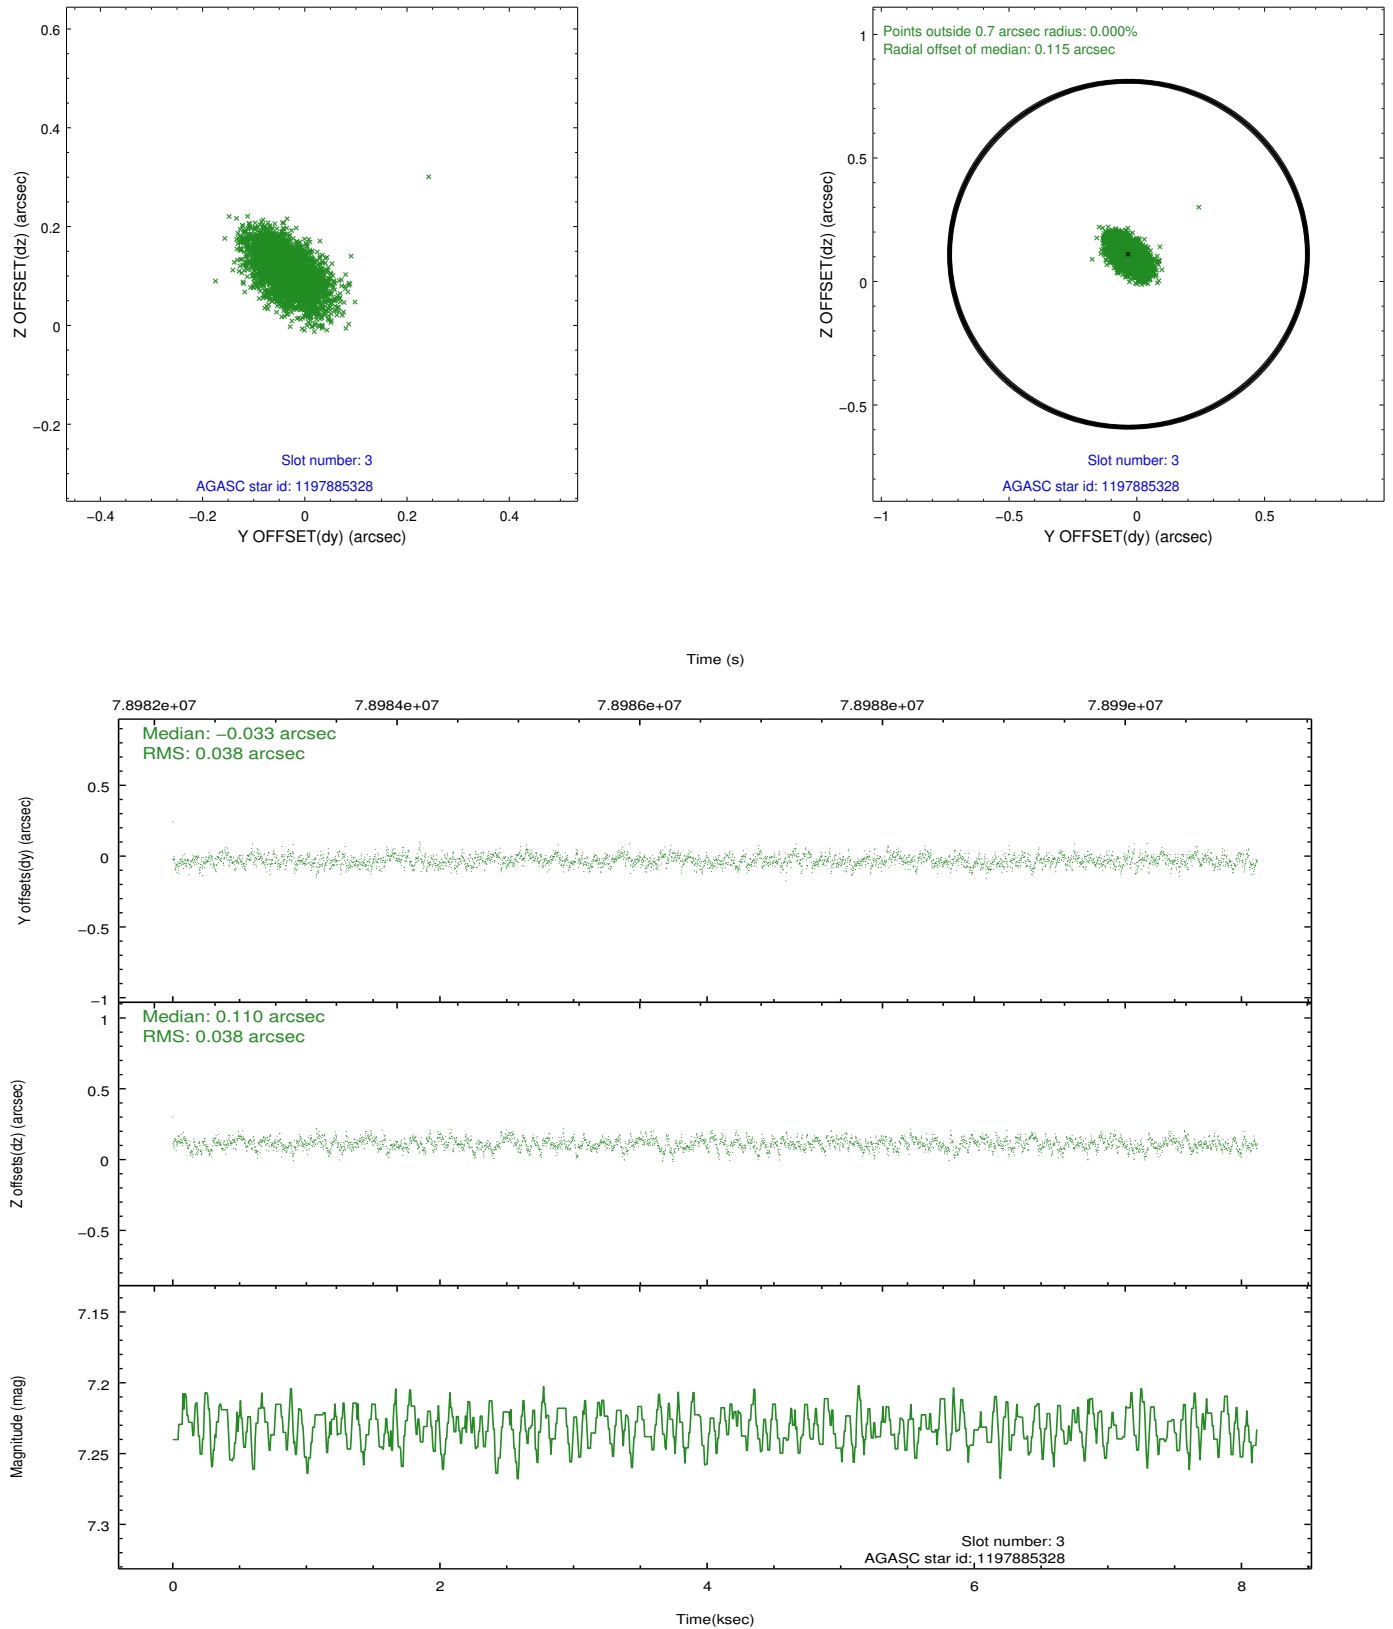 0.6
0.4
0.2
0
−0.2
Z OFFSET(dz) (arcsec)
Slot number: 3
AGASC star id: 1197885328
−0.4 −0.2 0 0.2 0.4
Y OFFSET(dy) (arcsec)
Points outside 0.7 arcsec radius: 0.000%
Radial offset of median: 0.115 arcsec
1
0.5
0
−0.5
Z OFFSET(dz) (arcsec)
Slot number: 3
AGASC star id: 1197885328
−1 −0.5 0 0.5
Y OFFSET(dy) (arcsec)
Time (s)
7.8982e+07 7.8984e+07 7.8986e+07 7.8988e+07 7.899e+07
Median: −0.033 arcsec
RMS: 0.038 arcsec
0.5
0
−0.5
−1
Y offsets(dy) (arcsec)
Median: 0.110 arcsec
RMS: 0.038 arcsec
1
0.5
0
−0.5
Z offsets(dz) (arcsec)
7.15
7.2
7.25
7.3
Magnitude (mag)
Slot number: 3
AGASC star id: 1197885328
0 2 4 6 8
Time(ksec)